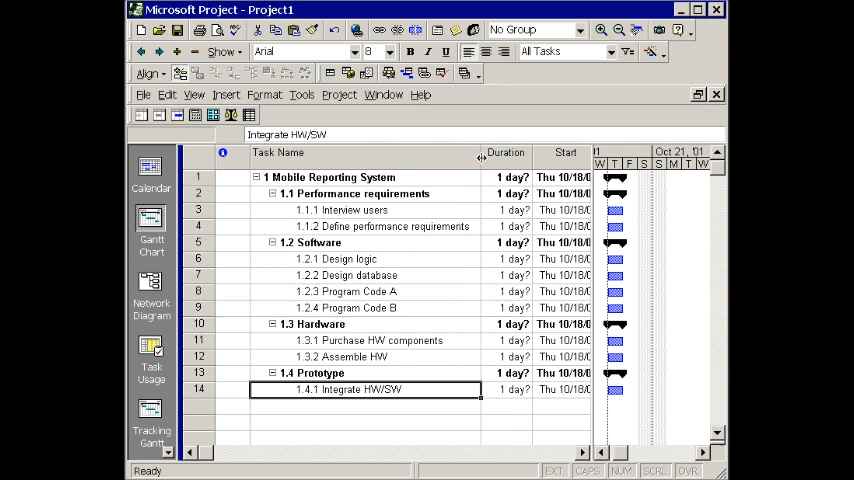 Microsoft Project - Project1
No Group
Show
Arial
8
B I U
All Tasks
Align
File Edit View Insert Format Tools Project Window Help
Integrate HW/SW
Task Name Duration Start
01 Oct 21, '01
W T F S S M T W
1 1 Mobile Reporting System 1 day? Thu 10/18/0
2 1.1 Performance requirements 1 day? Thu 10/18/0
3 1.1.1 Interview users 1 day? Thu 10/18/0
4 1.1.2 Define performance requirements 1 day? Thu 10/18/0
5 1.2 Software 1 day? Thu 10/18/0
6 1.2.1 Design logic 1 day? Thu 10/18/0
7 1.2.2 Design database 1 day? Thu 10/18/0
8 1.2.3 Program Code A 1 day? Thu 10/18/0
9 1.2.4 Program Code B 1 day? Thu 10/18/0
10 1.3 Hardware 1 day? Thu 10/18/0
11 1.3.1 Purchase HW components 1 day? Thu 10/18/0
12 1.3.2 Assemble HW 1 day? Thu 10/18/0
13 1.4 Prototype 1 day? Thu 10/18/0
14 1.4.1 Integrate HW/SW 1 day? Thu 10/18/0
Calendar
Gantt
Chart
Network
Diagram
Task
Usage
Tracking
Gantt
Ready
EXT CAPS NUM SCRL OVR